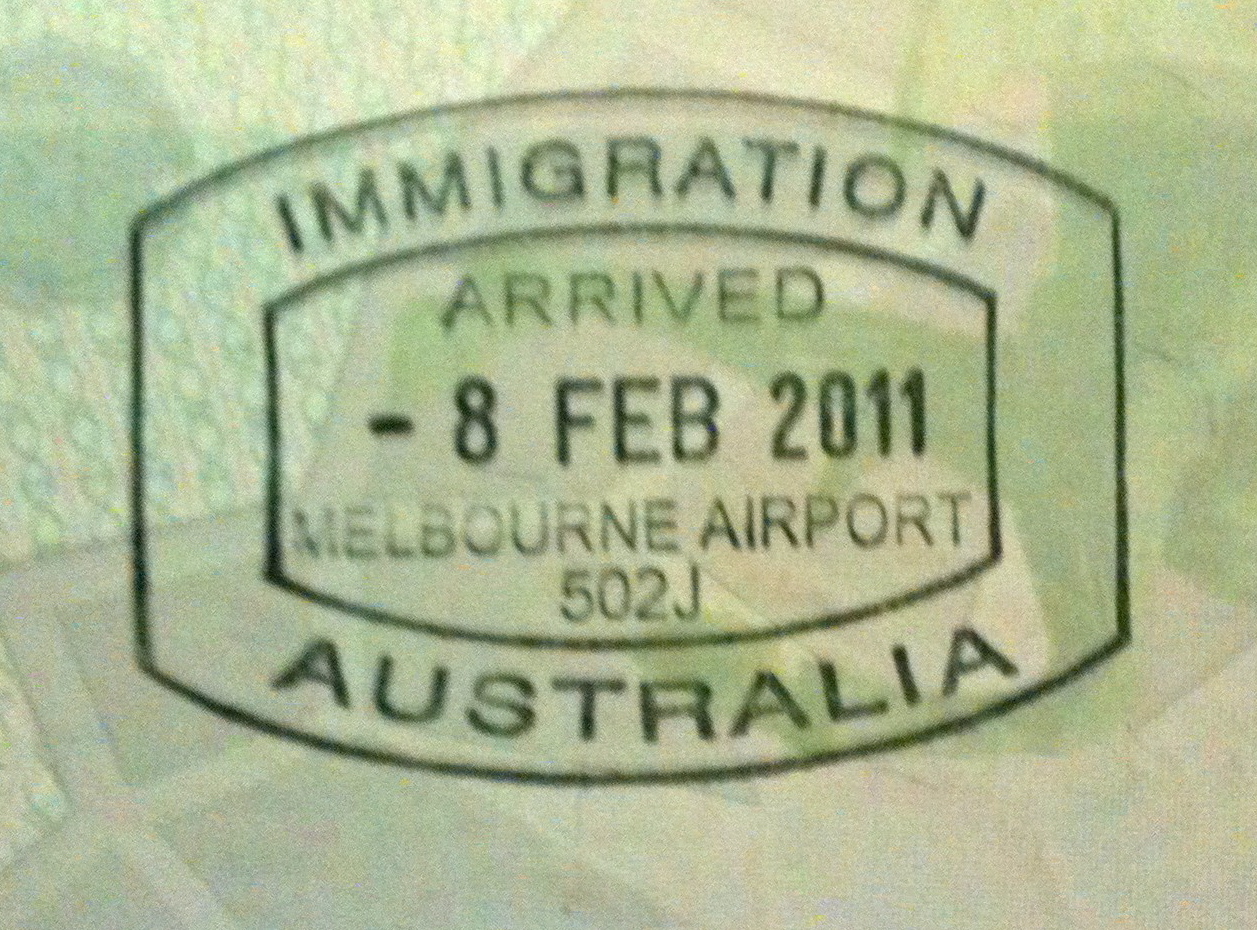 IMMIGRATION
ARRIVED
- 8 FEB 2011
MELBOURNE AIRPORT
502J
AUSTRALIA